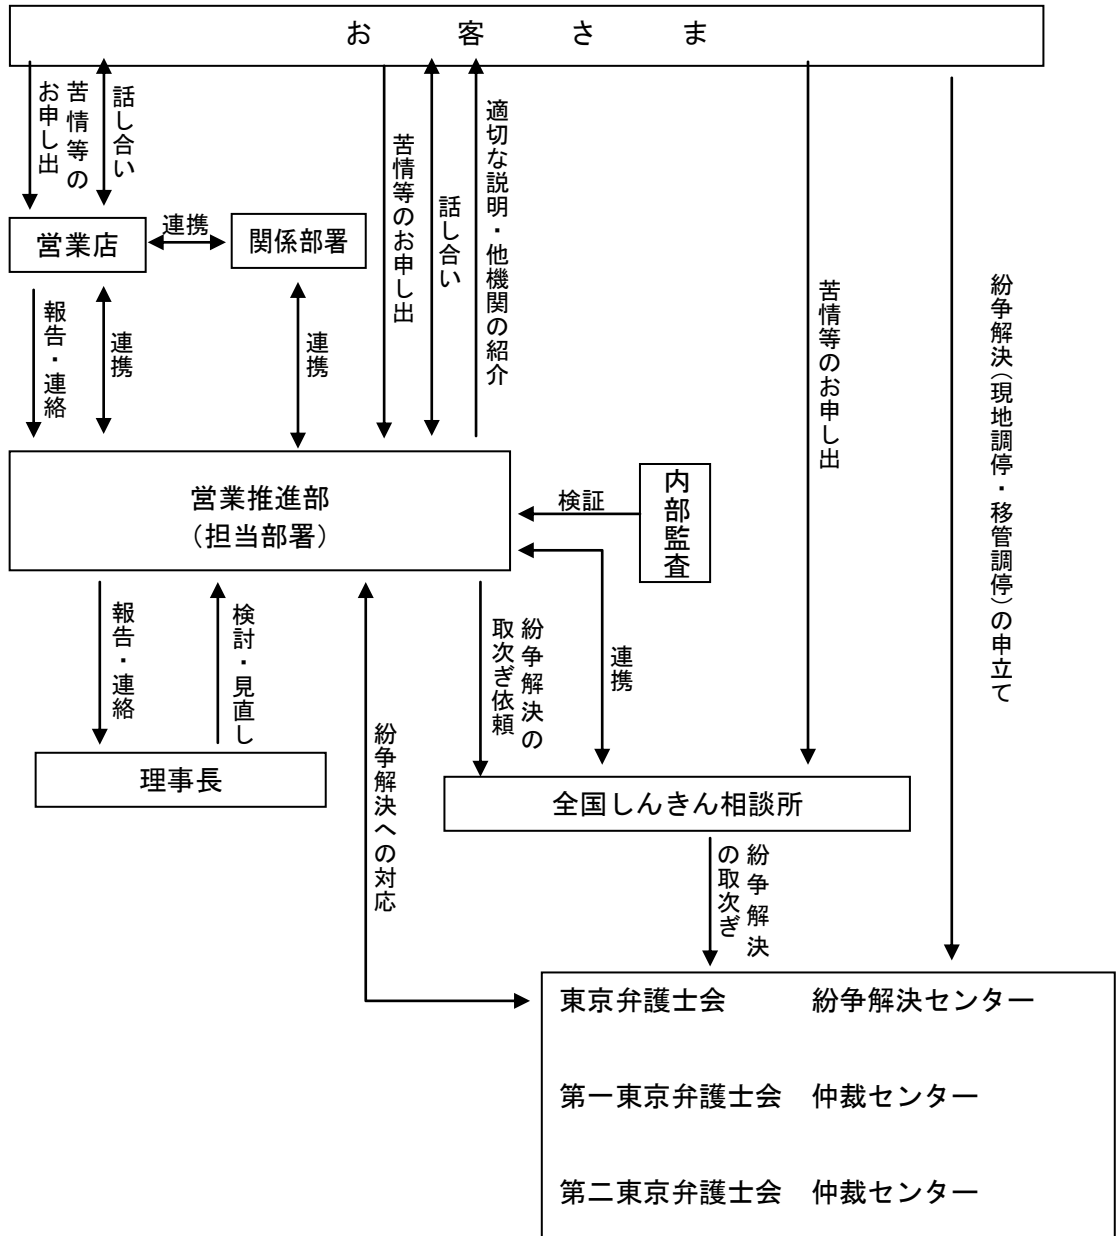 お客さま
苦情等の
お申し出
話し合い
苦情等のお申し出
話し合い
適切な説明・他機関の紹介
苦情等のお申し出
紛争解決(現地調停・移管調停)の申立て
営業店
連携
関係部署
報告・連絡
連携
連携
営業推進部
(担当部署)
検証
内部監査
報告・連絡
検討・見直し
紛争解決への対応
紛争解決の
取次ぎ依頼
連携
理事長
全国しんきん相談所
紛争解決
の取次ぎ
東京弁護士会 紛争解決センター
第一東京弁護士会 仲裁センター
第二東京弁護士会 仲裁センター